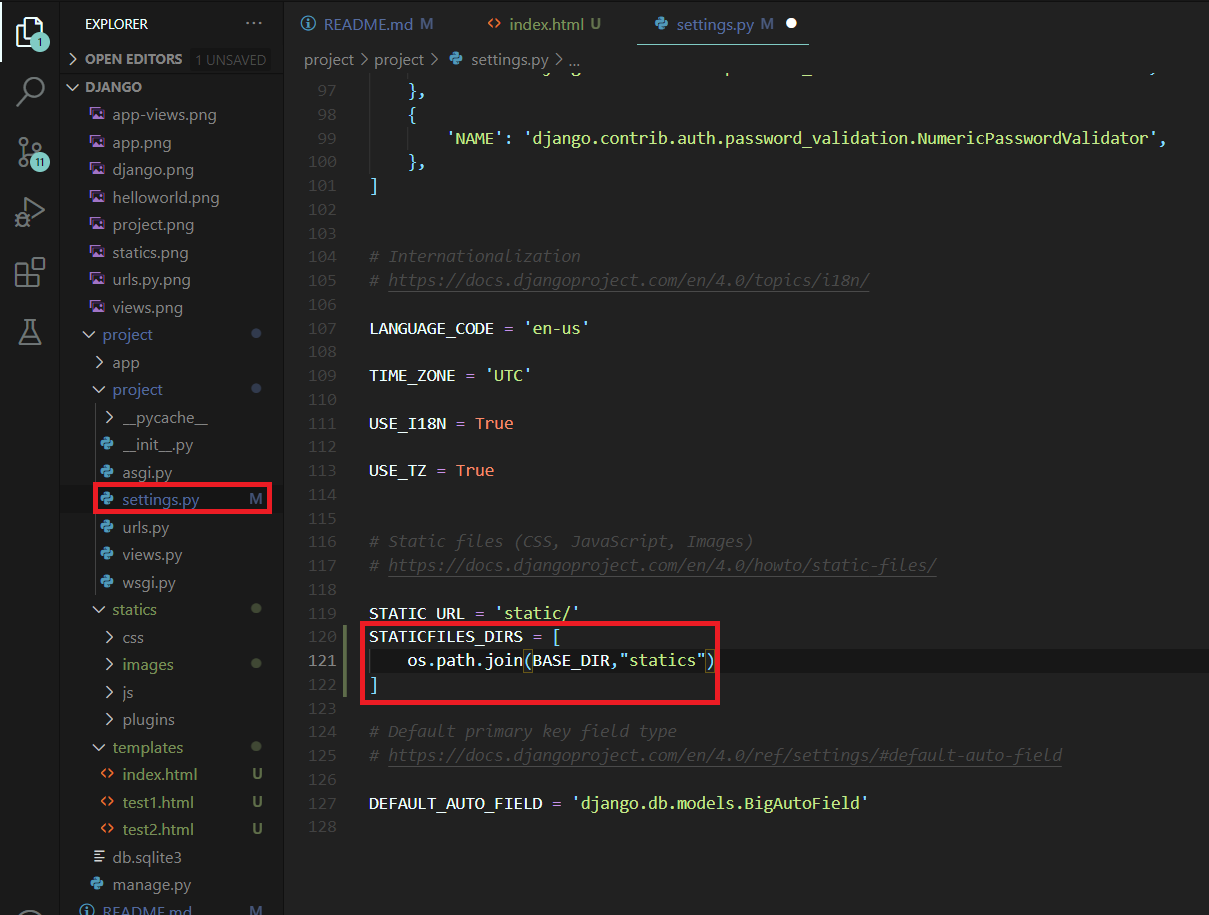 EXPLORER
OPEN EDITORS 1 UNSAVED
DJANGO
app-views.png
app.png
django.png
helloworld.png
project.png
statics.png
urls.py.png
views.png
project
app
project
__pycache__
__init__.py
asgi.py
settings.py M
urls.py
views.py
wsgi.py
statics
css
images
js
plugins
templates
index.html U
test1.html U
test2.html U
db.sqlite3
manage.py
README.md M
1
11
README.md M
index.html U
settings.py M
project > project > settings.py > ...
97 },
98 {
99 'NAME': 'django.contrib.auth.password_validation.NumericPasswordValidator',
100 },
101 ]
102
103
104 # Internationalization
105 # https://docs.djangoproject.com/en/4.0/topics/i18n/
106
107 LANGUAGE_CODE = 'en-us'
108
109 TIME_ZONE = 'UTC'
110
111 USE_I18N = True
112
113 USE_TZ = True
114
115
116 # Static files (CSS, JavaScript, Images)
117 # https://docs.djangoproject.com/en/4.0/howto/static-files/
118
119 STATIC_URL = 'static/'
120 STATICFILES_DIRS = [
121 os.path.join(BASE_DIR,"statics")
122 ]
123
124 # Default primary key field type
125 # https://docs.djangoproject.com/en/4.0/ref/settings/#default-auto-field
126
127 DEFAULT_AUTO_FIELD = 'django.db.models.BigAutoField'
128